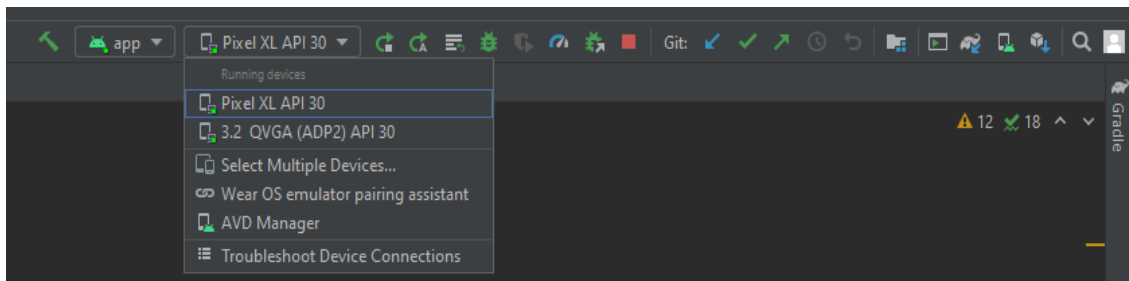 app Pixel XL API 30 Git:
Running devices
Pixel XL API 30
3.2 QVGA (ADP2) API 30
Select Multiple Devices...
Wear OS emulator pairing assistant
AVD Manager
Troubleshoot Device Connections
12 18
Gradle